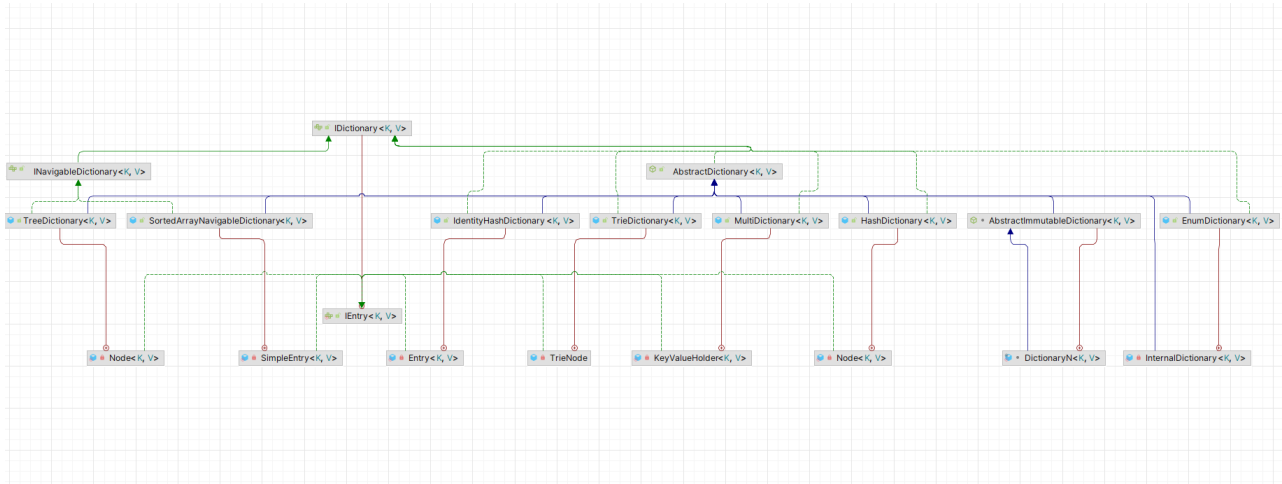 IDictionary<K, V>
INavigableDictionary<K, V>
AbstractDictionary<K, V>
TreeDictionary<K, V>
SortedArrayNavigableDictionary<K, V>
IdentityHashDictionary<K, V>
TrieDictionary<K, V>
MultiDictionary<K, V>
HashDictionary<K, V>
AbstractImmutableDictionary<K, V>
EnumDictionary<K, V>
IEntry<K, V>
Node<K, V>
SimpleEntry<K, V>
Entry<K, V>
TrieNode
KeyValueHolder<K, V>
Node<K, V>
DictionaryN<K, V>
InternalDictionary<K, V>